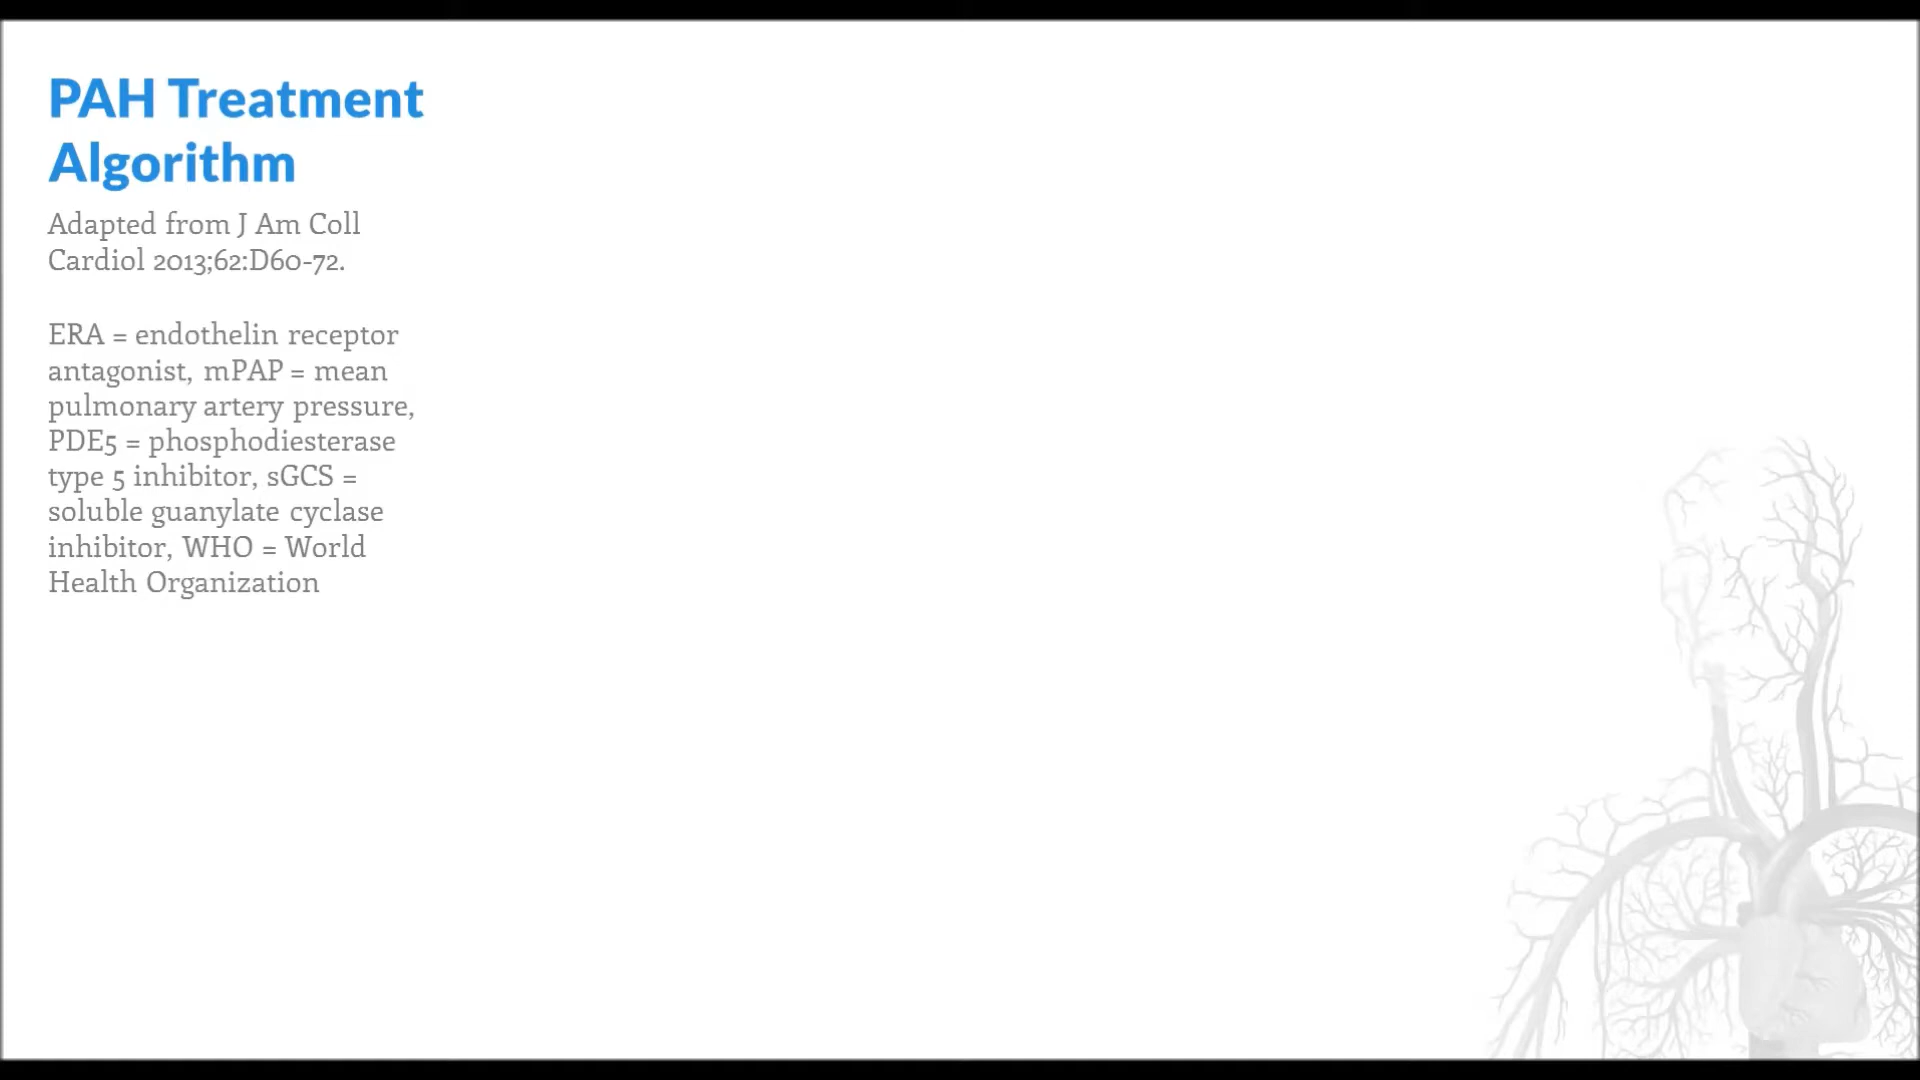 PAH Treatment
Algorithm
Adapted from J Am Coll
Cardiol 2013;62:D60-72.
ERA = endothelin receptor
antagonist, mPAP = mean
pulmonary artery pressure,
PDE5 = phosphodiesterase
type 5 inhibitor, sGCS =
soluble guanylate cyclase
inhibitor, WHO = World
Health Organization